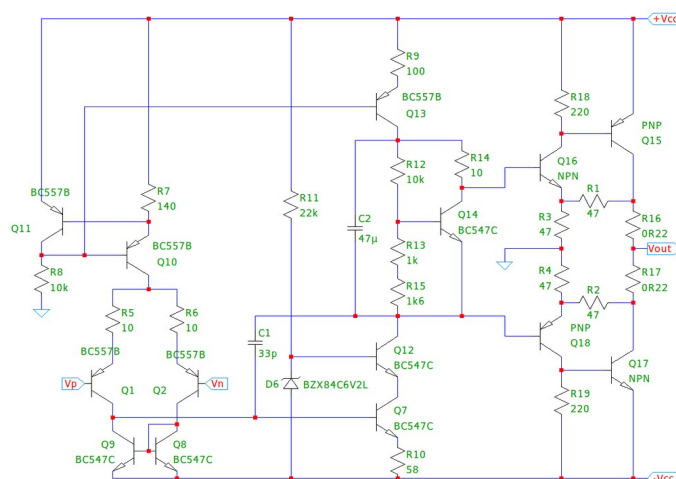 +Vcc
R9
100
BC557B
Q13
R18
220
PNP
Q15
R12
10k
R14
10
Q16
NPN
R1
47
BC557B
Q11
R7
140
R11
22k
C2
47µ
Q14
BC547C
R3
47
R16
0R22
BC557B
Q10
R8
10k
R13
1k
Vout
R4
47
R17
0R22
R15
1k6
R2
47
R5
10
R6
10
C1
33p
PNP
Q18
BC557B
BC557B
Q12
BC547C
Vp
Q1
Q2
Vn
D6
BZX84C6V2L
Q17
NPN
R19
220
Q7
BC547C
Q9
BC547C
Q8
BC547C
R10
58
-Vcc